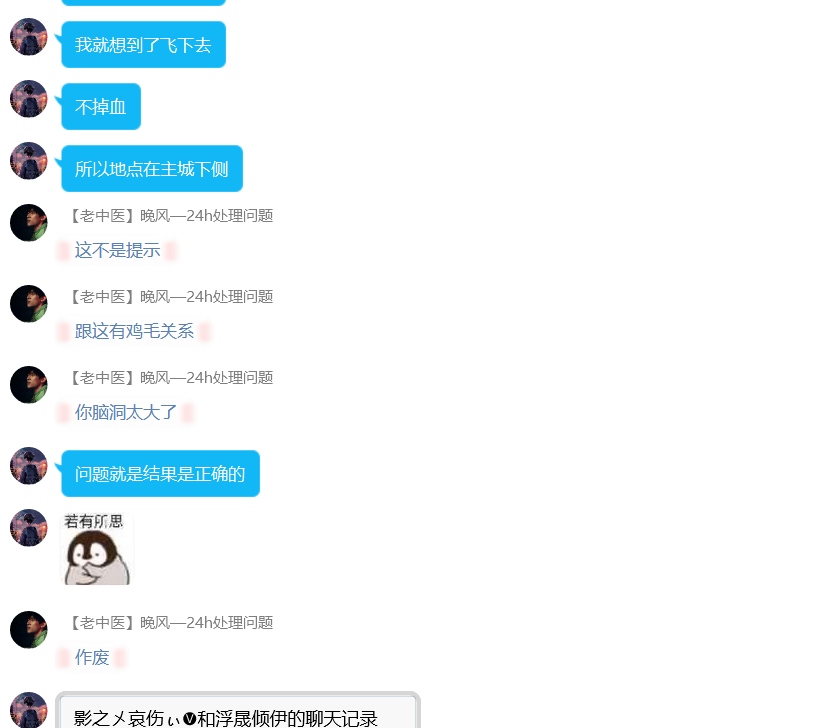 我就想到了飞下去
不掉血
所以地点在主城下侧
【老中医】晚风—24h处理问题
这不是提示
【老中医】晚风—24h处理问题
跟这有鸡毛关系
【老中医】晚风—24h处理问题
你脑洞太大了
问题就是结果是正确的
若有所思
【老中医】晚风—24h处理问题
作废
影之メ哀伤ぃ🅥和浮晟倾伊的聊天记录